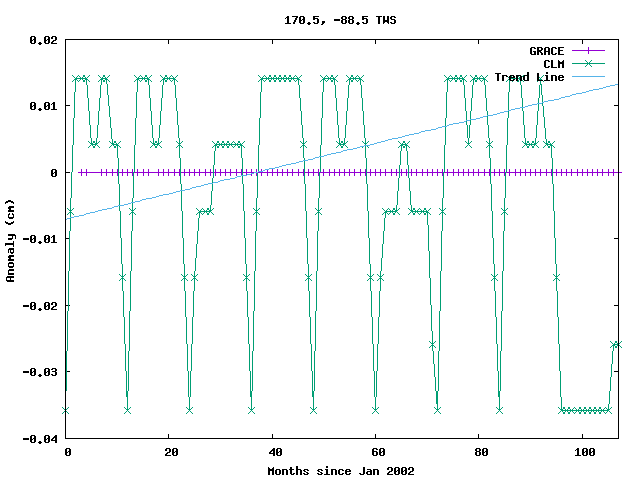 170.5, -88.5 TWS
GRACE
CLM
Trend Line
0.02
0.01
0
-0.01
-0.02
-0.03
-0.04
Anomaly (cm)
0 20 40 60 80 100
Months since Jan 2002